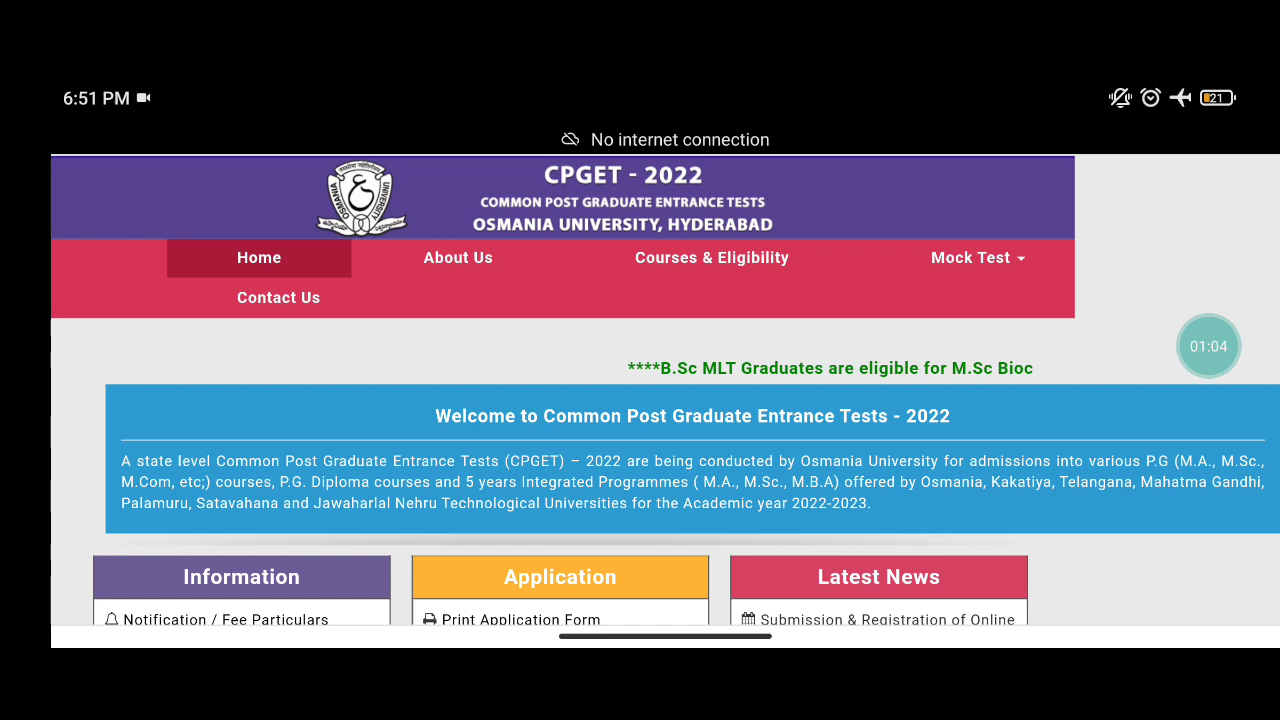 6:51 PM
21
No internet connection
CPGET - 2022
COMMON POST GRADUATE ENTRANCE TESTS
OSMANIA UNIVERSITY, HYDERABAD
OSMANIA UNIVERSITY
Home About Us Courses & Eligibility Mock Test
Contact Us
01:04
****B.Sc MLT Graduates are eligible for M.Sc Bioc
Welcome to Common Post Graduate Entrance Tests - 2022
A state level Common Post Graduate Entrance Tests (CPGET) – 2022 are being conducted by Osmania University for admissions into various P.G (M.A., M.Sc.,
M.Com, etc;) courses, P.G. Diploma courses and 5 years Integrated Programmes ( M.A., M.Sc., M.B.A) offered by Osmania, Kakatiya, Telangana, Mahatma Gandhi,
Palamuru, Satavahana and Jawaharlal Nehru Technological Universities for the Academic year 2022-2023.
Information Application Latest News
Notification / Fee Particulars Print Application Form Submission & Registration of Online